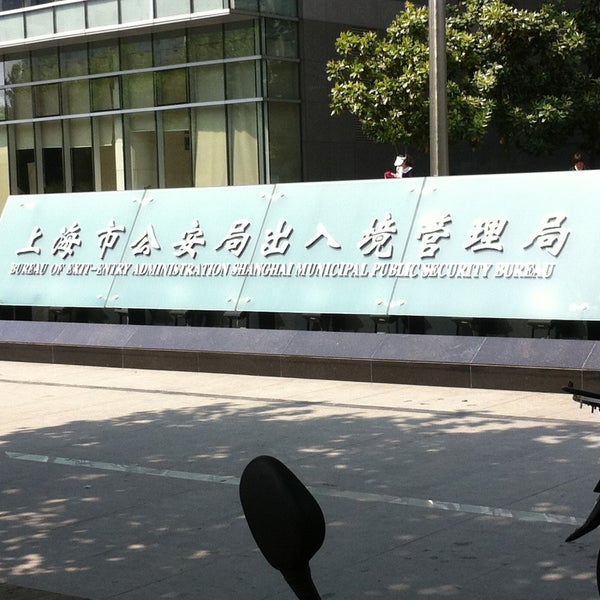 上海市公安局出入境管理局
BUREAU OF EXIT-ENTRY ADMINISTRATION SHANGHAI MUNICIPAL PUBLIC SECURITY BUREAU